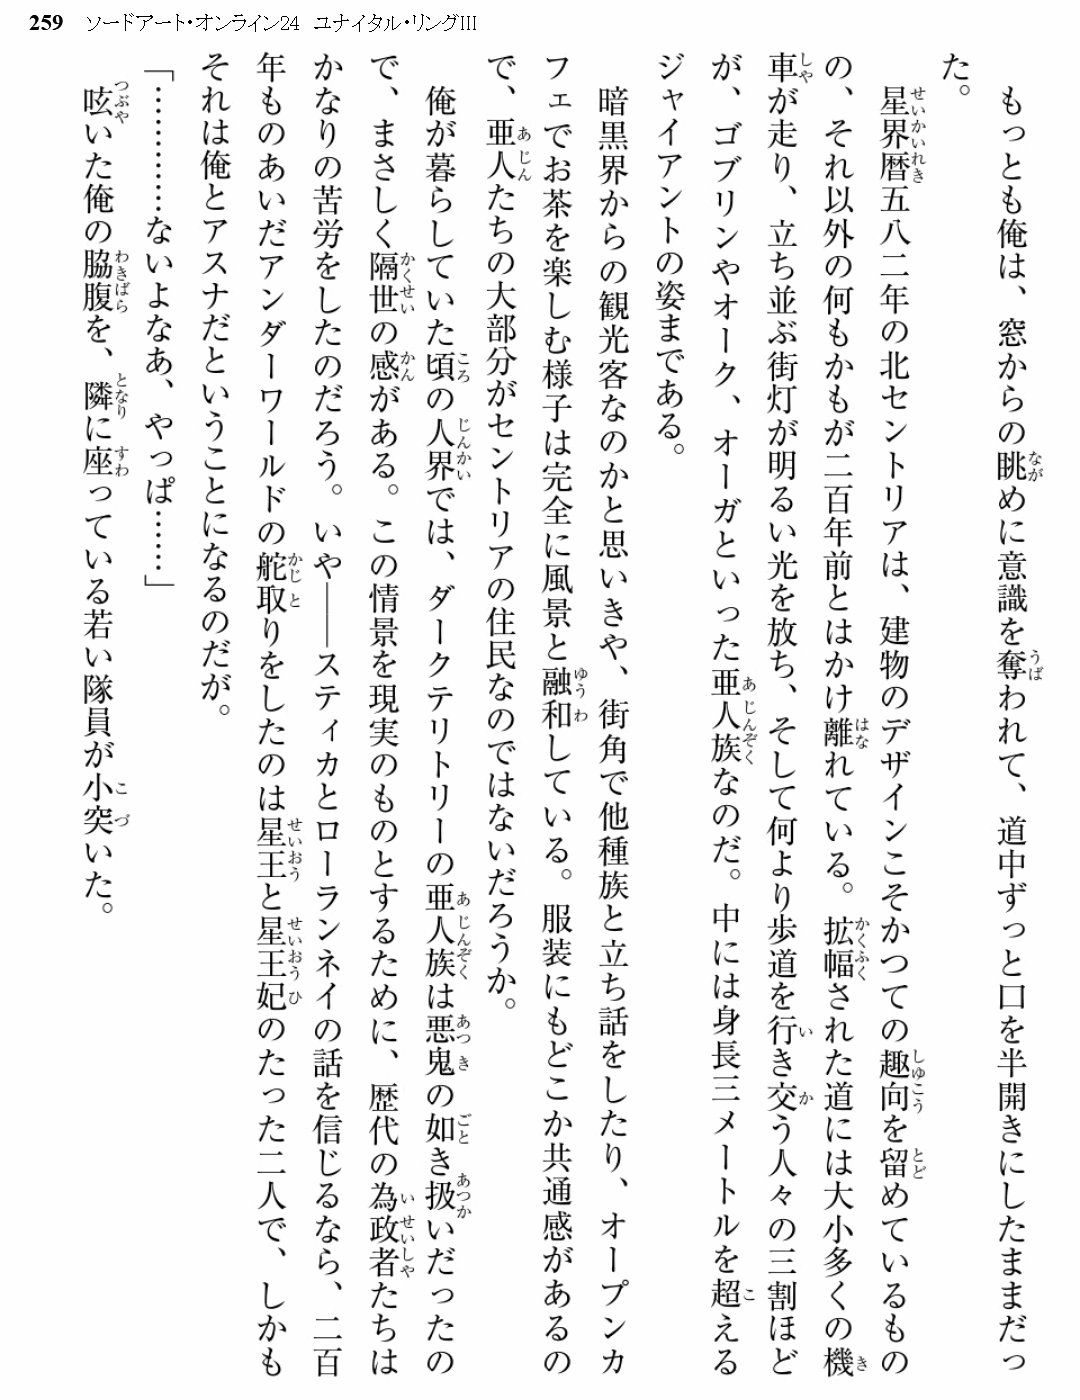 259 ソードアート・オンライン24 ユナイタル・リングIII
もっとも俺は、窓からの眺めに意識を奪われて、道中ずっと口を半開きにしたままだっ
た。
星界暦五八二年の北セントリアは、建物のデザインこそかつての趣向を留めているもの
の、それ以外の何もかもが二百年前とはかけ離れている。拡幅された道には大小多くの機
車が走り、立ち並ぶ街灯が明るい光を放ち、そして何より歩道を行き交う人々の三割ほど
が、ゴブリンやオーク、オーガといった亜人族なのだ。中には身長三メートルを超える
ジャイアントの姿まである。
暗黒界からの観光客なのかと思いきや、街角で他種族と立ち話をしたり、オープンカ
フェでお茶を楽しむ様子は完全に風景と融和している。服装にもどこか共通感があるの
で、亜人たちの大部分がセントリアの住民なのではないだろうか。
俺が暮らしていた頃の人界では、ダークテリトリーの亜人族は悪鬼の如き扱いだったの
で、まさしく隔世の感がある。この情景を現実のものとするために、歴代の為政者たちは
かなりの苦労をしたのだろう。いや――スティカとローランネイの話を信じるなら、二百
年ものあいだアンダーワールドの舵取りをしたのは星王と星王妃のたった二人で、しかも
それは俺とアスナだということになるのだが。
「…………ないよなあ、やっぱ……」
呟いた俺の脇腹を、隣に座っている若い隊員が小突いた。